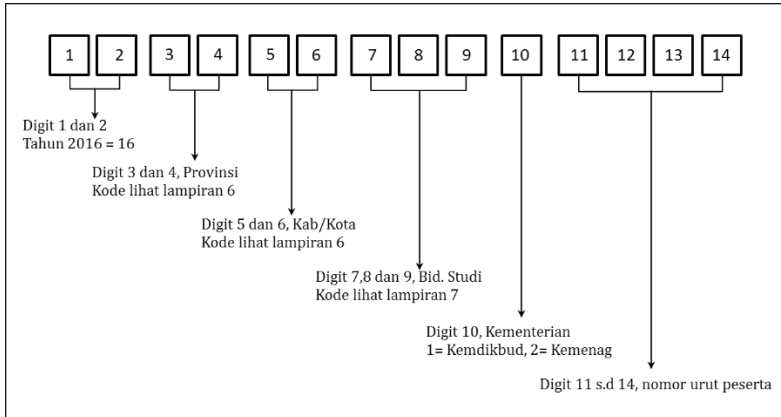 1 2 3 4 5 6 7 8 9 10 11 12 13 14
Digit 1 dan 2
Tahun 2016 = 16
Digit 3 dan 4, Provinsi
Kode lihat lampiran 6
Digit 5 dan 6, Kab/Kota
Kode lihat lampiran 6
Digit 7,8 dan 9, Bid. Studi
Kode lihat lampiran 7
Digit 10, Kementerian
1= Kemdikbud, 2= Kemenag
Digit 11 s.d 14, nomor urut peserta